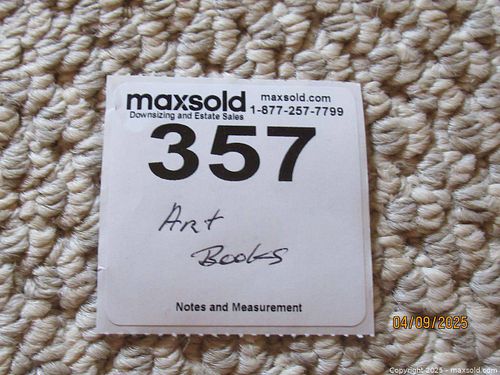 maxsold maxsold.com
Downsizing and Estate Sales 1-877-257-7799
357
Art
Books
Notes and Measurement
04/09/2025
Copyright 2025 - maxsold.com